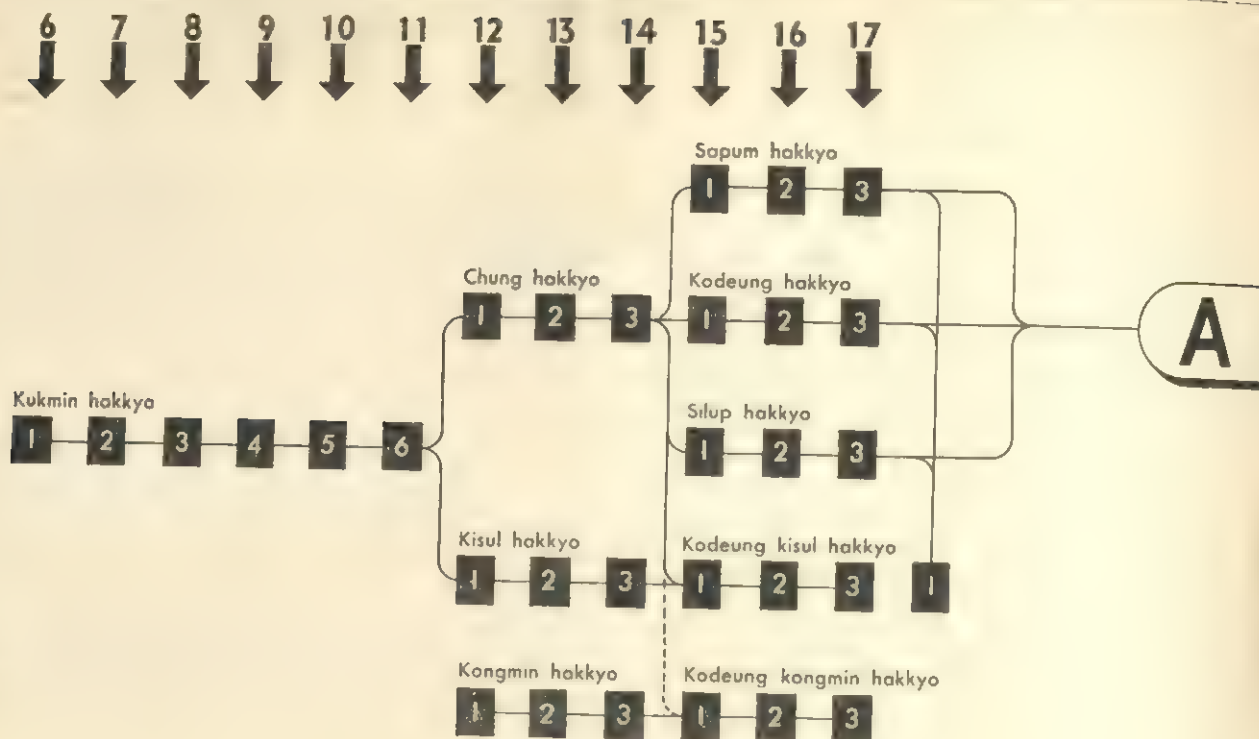 6 7 8 9 10 11 12 13 14 15 16 17
Sapum hakkyo
1 2 3
Chung hakkyo
1 2 3
Kodeung hakkyo
1 2 3
A
Kukmin hakkyo
1 2 3 4 5 6
Silup hakkyo
1 2 3
Kisul hakkyo
1 2 3
Kodeung kisul hakkyo
1 2 3 1
Kongmin hakkyo
1 2 3
Kodeung kongmin hakkyo
1 2 3